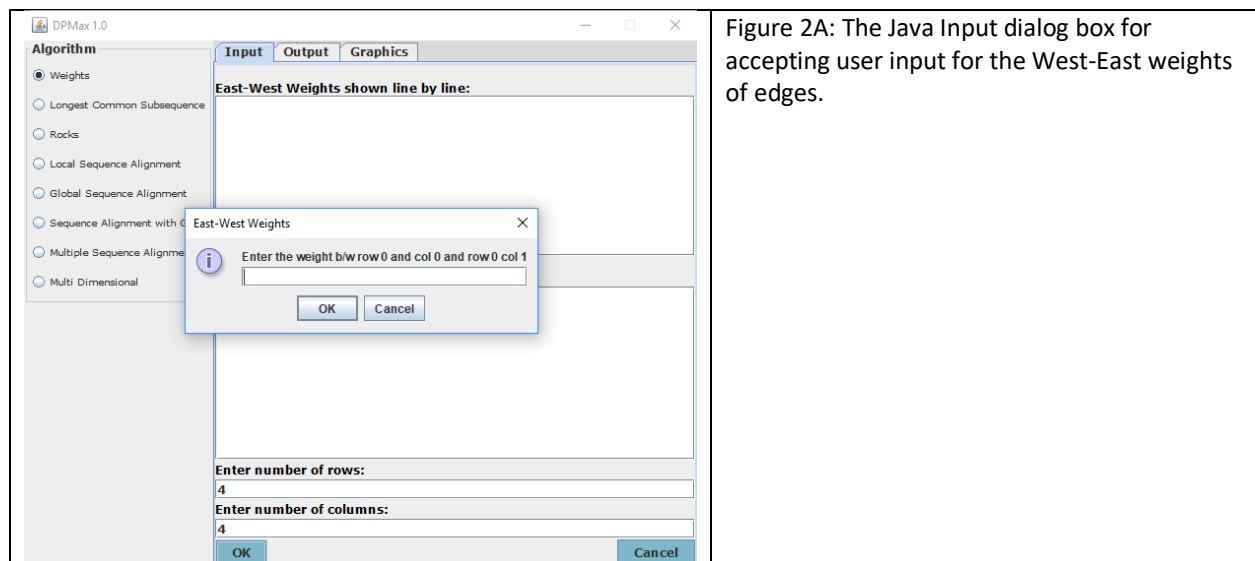 DPMax 1.0
Algorithm
Weights
Longest Common Subsequence
Rocks
Local Sequence Alignment
Global Sequence Alignment
Sequence Alignment with
Multiple Sequence
Multi Dimensional
Input Output Graphics
East-West Weights shown line by line:
East-West Weights
Enter the weight b/w row 0 and col 0 and row 0 col 1
OK Cancel
Enter number of rows:
4
Enter number of columns:
4
OK Cancel
Figure 2A: The Java Input dialog box for
accepting user input for the West-East weights
of edges.